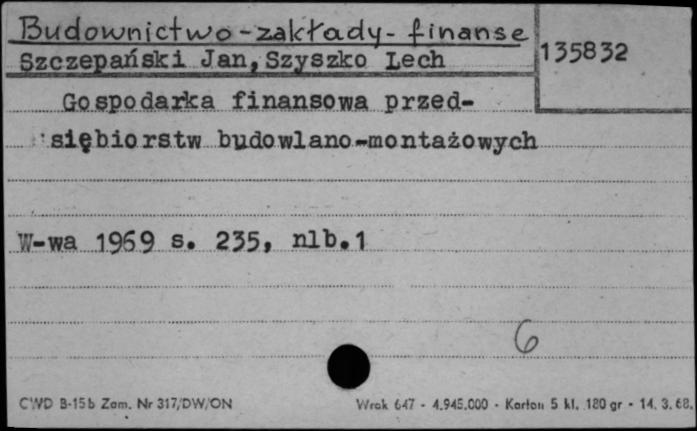 Budownictwo-zakłady-finanse
135832
Szczepański Jan, Szyszko Lech
Gospodarka finansowa przed-
siębiorstw budowlano-montażowych
W-wa 1969 s. 235, nlb.1
6
CWD B-15b Zam. Nr 317/DW/ON Wrak 647 - 4.945.000 - Karton 5 kl. 180 gr - 14. 3. 68.